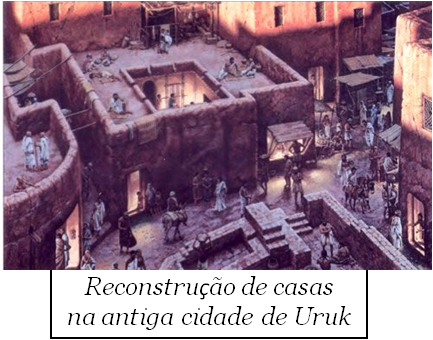 Reconstrução de casas
na antiga cidade de Uruk